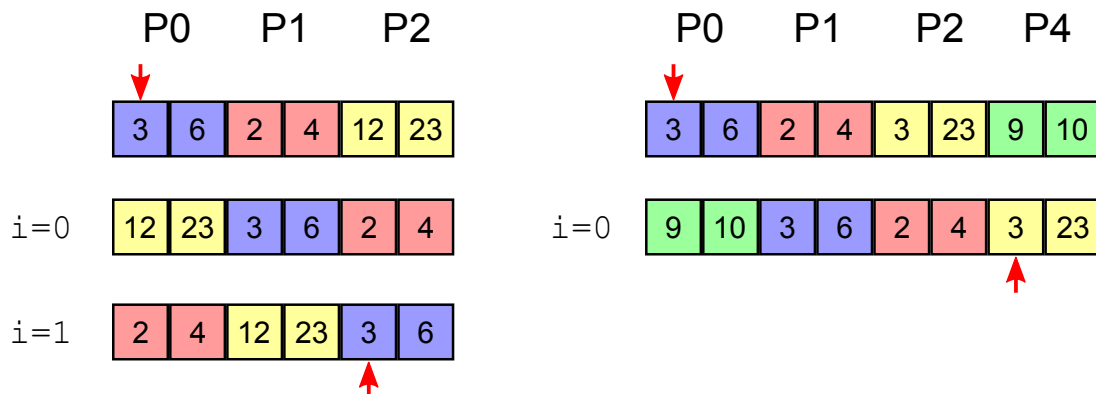 P0 P1 P2
3 6 2 4 12 23
i=0 12 23 3 6 2 4
i=1 2 4 12 23 3 6
P0 P1 P2 P4
3 6 2 4 3 23 9 10
i=0 9 10 3 6 2 4 3 23